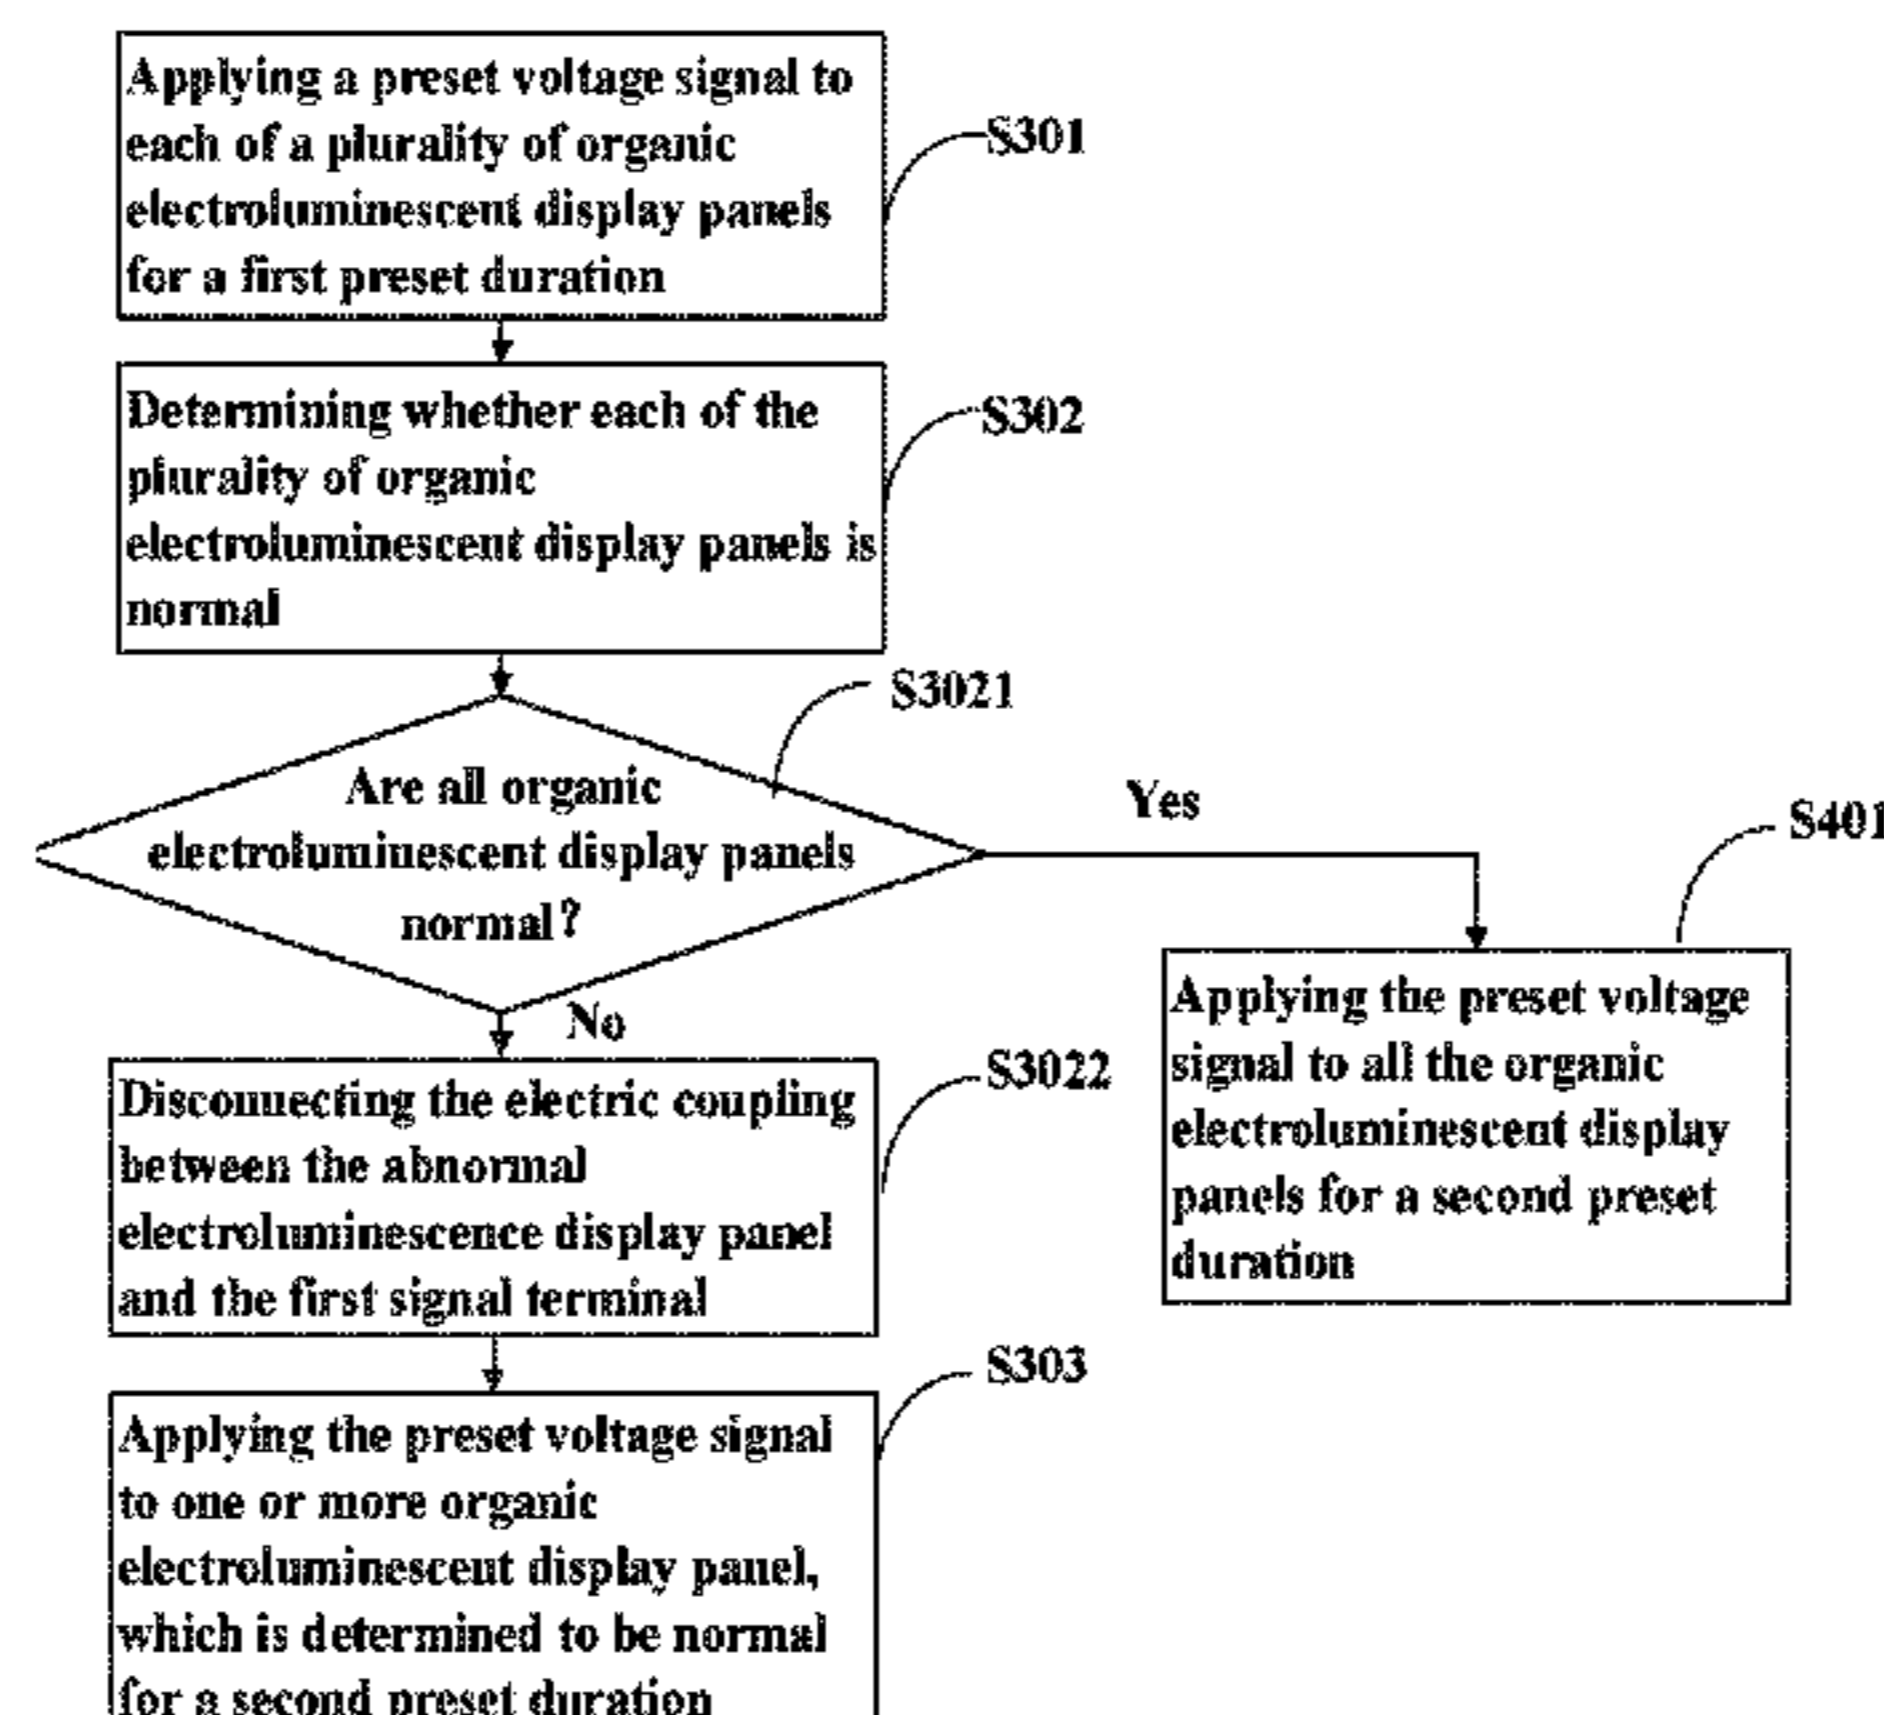 Applying a preset voltage signal to
each of a plurality of organic
electroluminescent display panels
for a first preset duration
S301
Determining whether each of the
plurality of organic
electroluminescent display panels is
normal
S302
S3021
Are all organic
electroluminescent display panels
normal?
Yes
S401
No
Applying the preset voltage
signal to all the organic
electroluminescent display
panels for a second preset
duration
Disconnecting the electric coupling
between the abnormal
electroluminescence display panel
and the first signal terminal
S3022
S303
Applying the preset voltage signal
to one or more organic
electroluminescent display panel,
which is determined to be normal
for a second preset duration